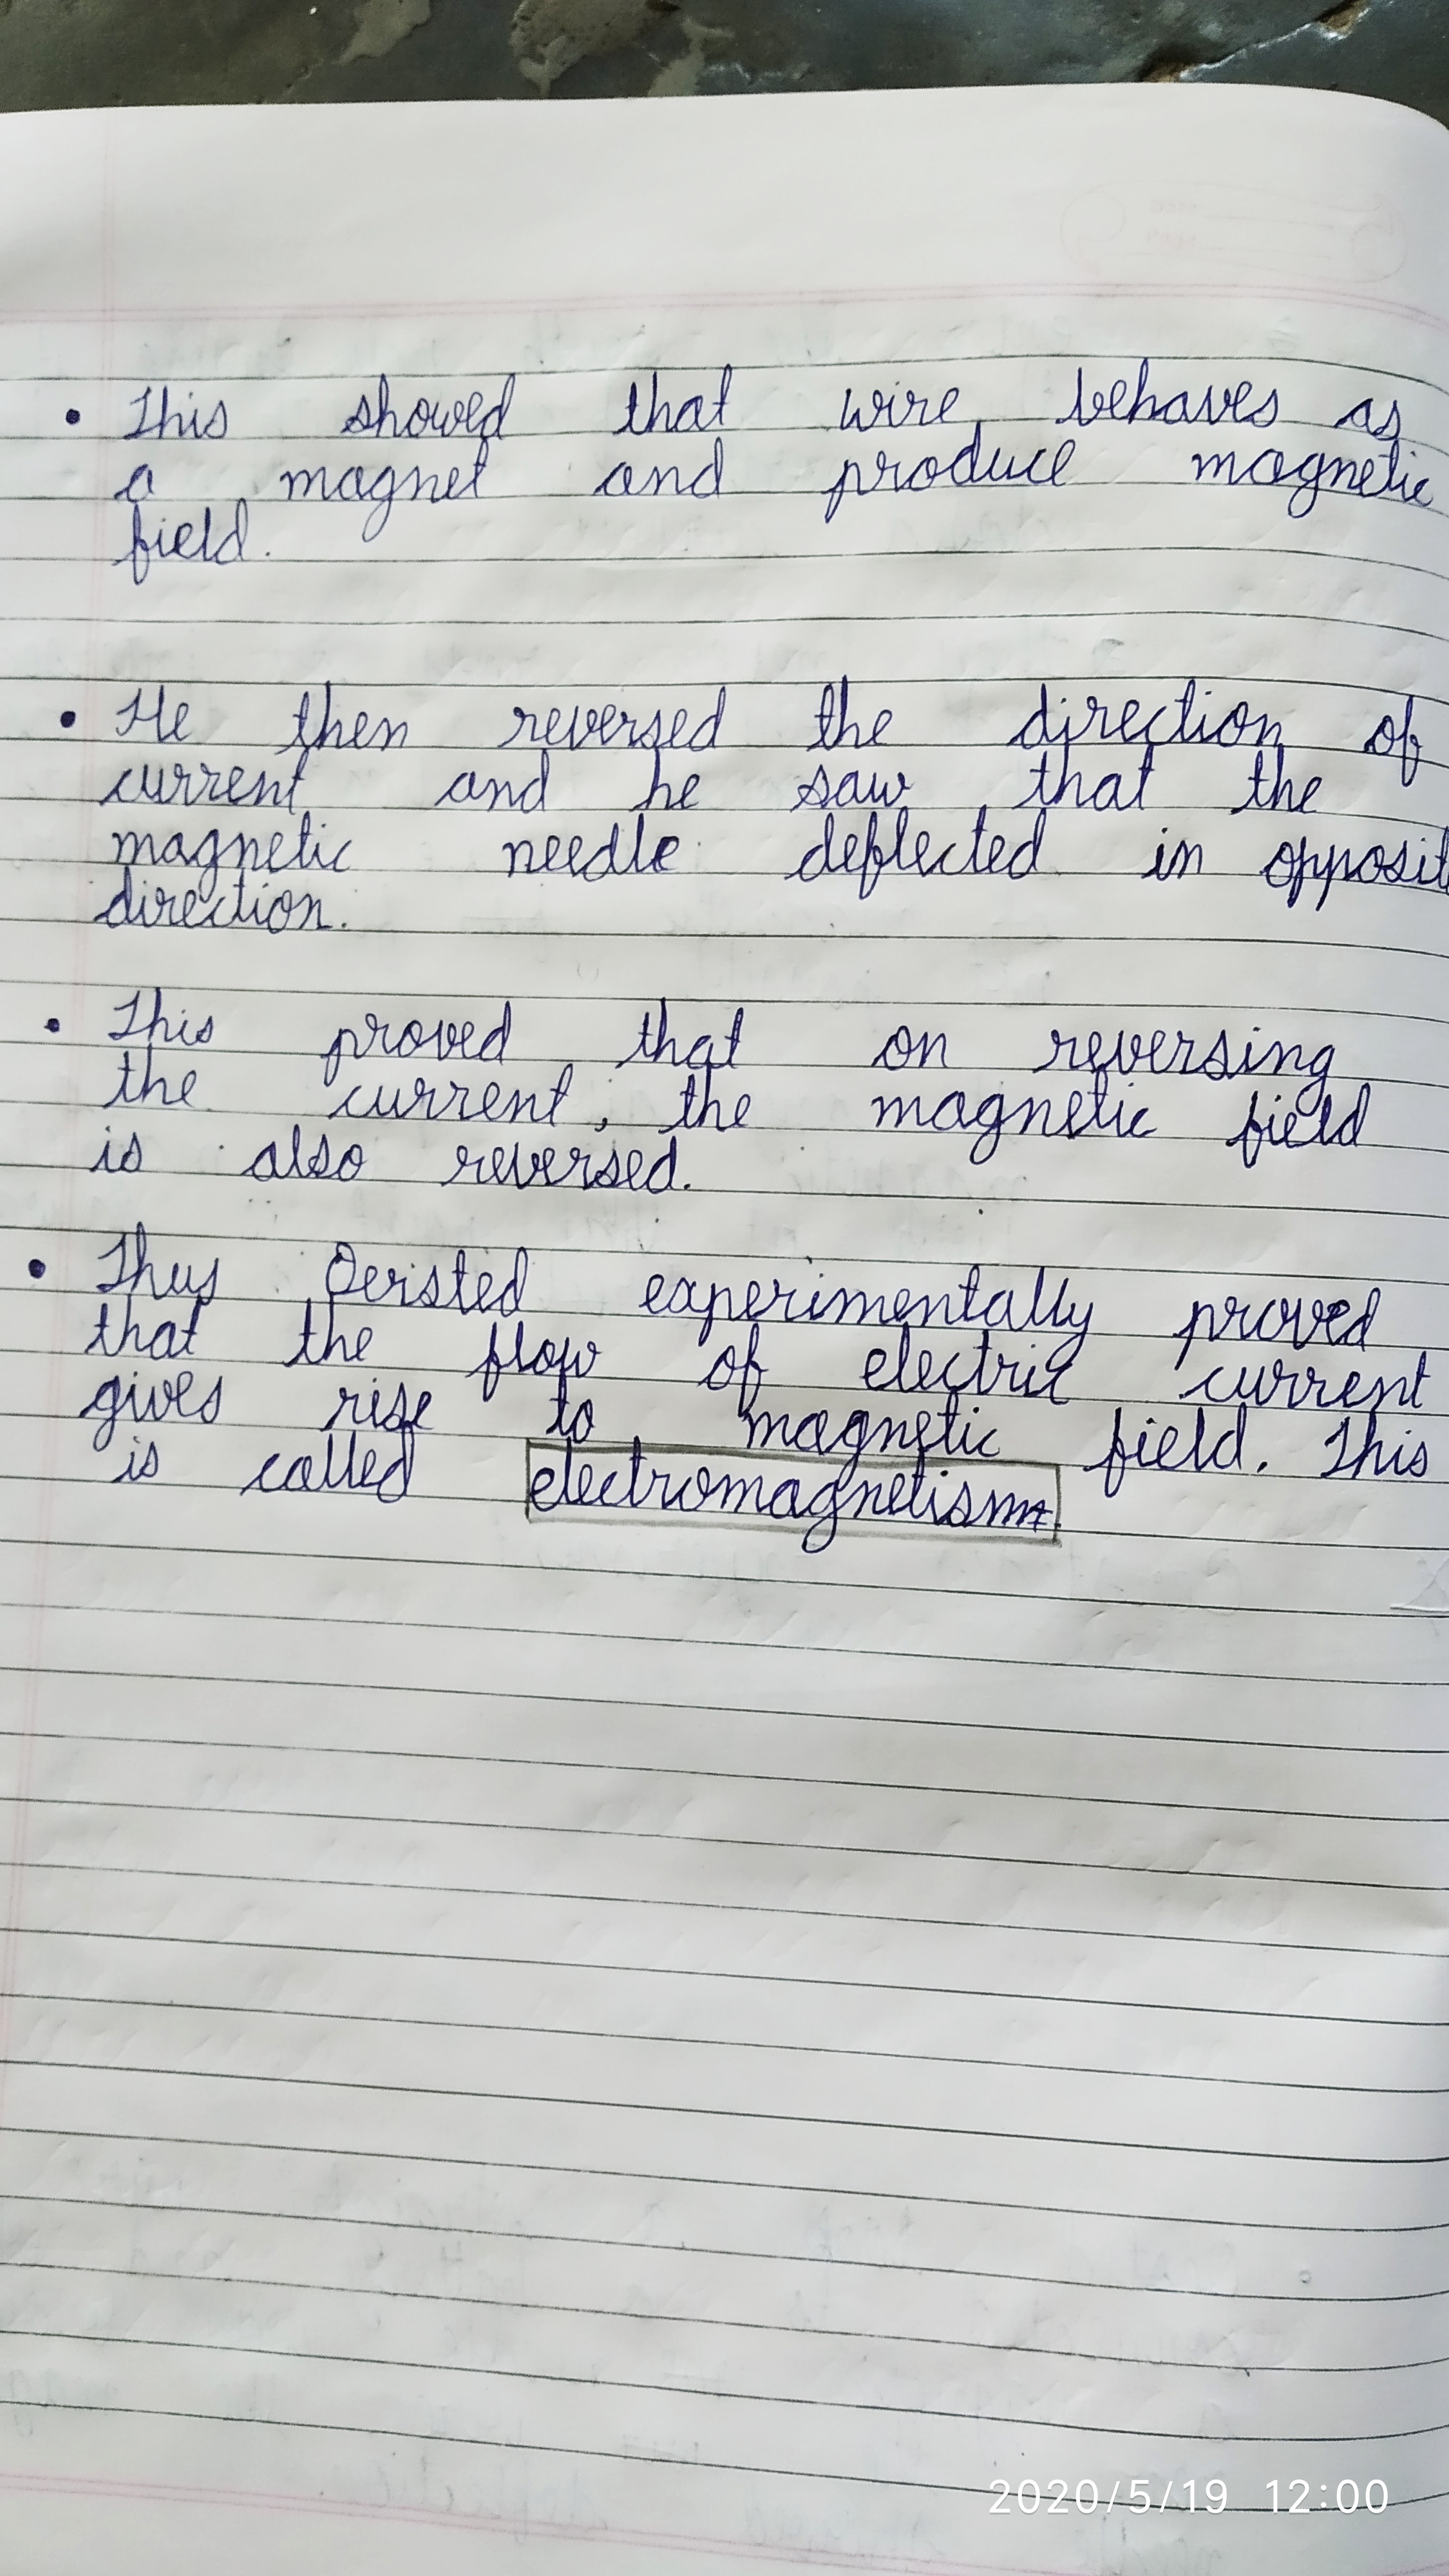 • This showed that wire behaves as
a magnet and produce magnetic
field.
• He then reversed the direction of
current and he saw that the
magnetic needle deflected in opposit
direction.
• This proved that on reversing
the current, the magnetic field
is also reversed.
• Thus Oersted experimentally proved
that the flow of electric current
gives rise to magnetic field. This
is called electromagnetism.
2020/5/19 12:00